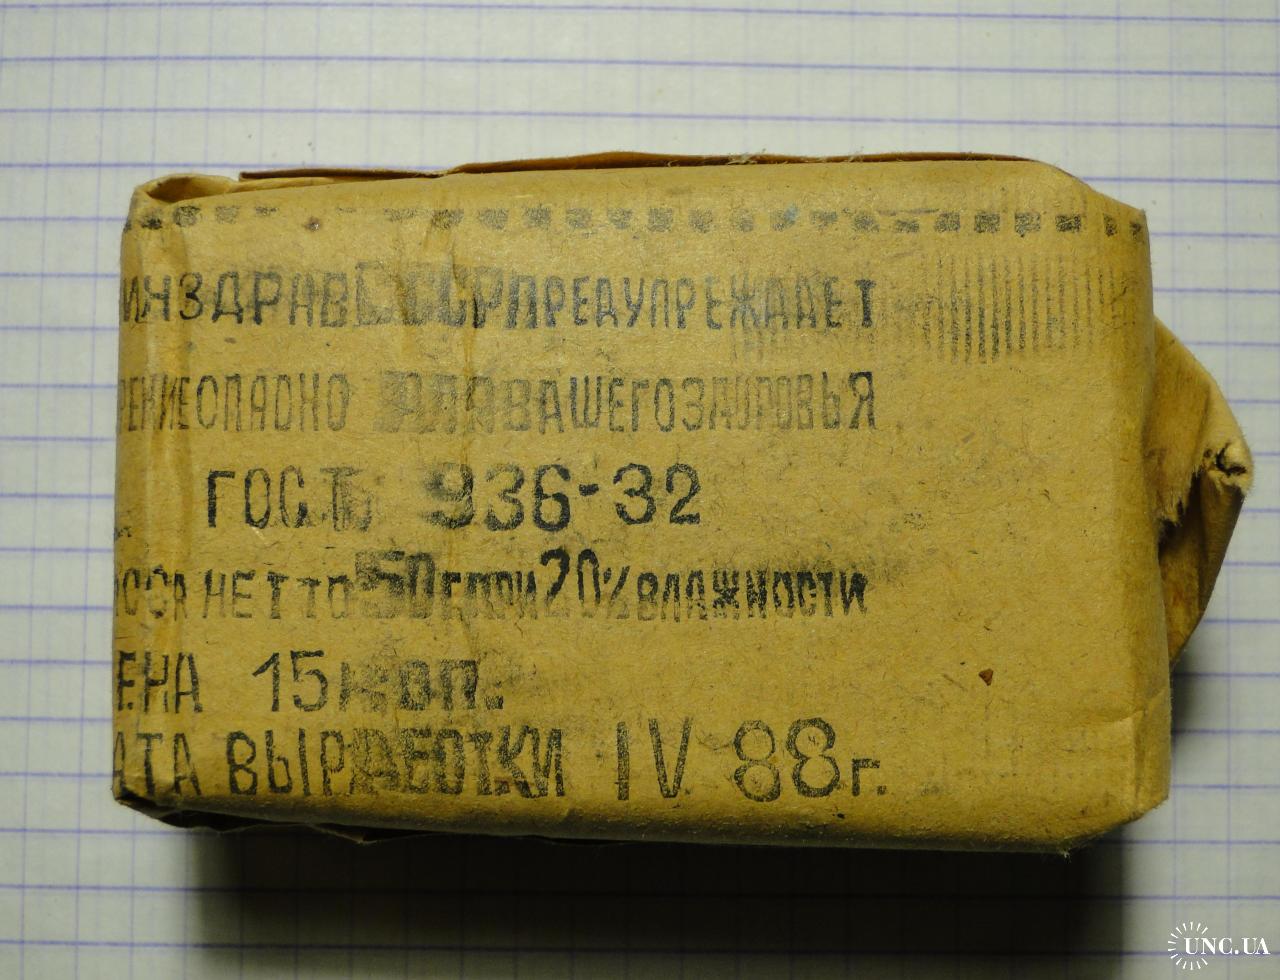 ИНЗДРАВ СССР ПРЕДУПРЕЖДАЕТ
РЕНИЕ ОПАСНО ДЛЯ ВАШЕГО ЗДОРОВЬЯ
ГОСТ 936-32
ССА НЕТТО 50 Г ПРИ 20% ВЛАЖНОСТИ
ЕНА 15 КОП.
АТА ВЫРАБОТКИ IV 88 г.
UNC.UA